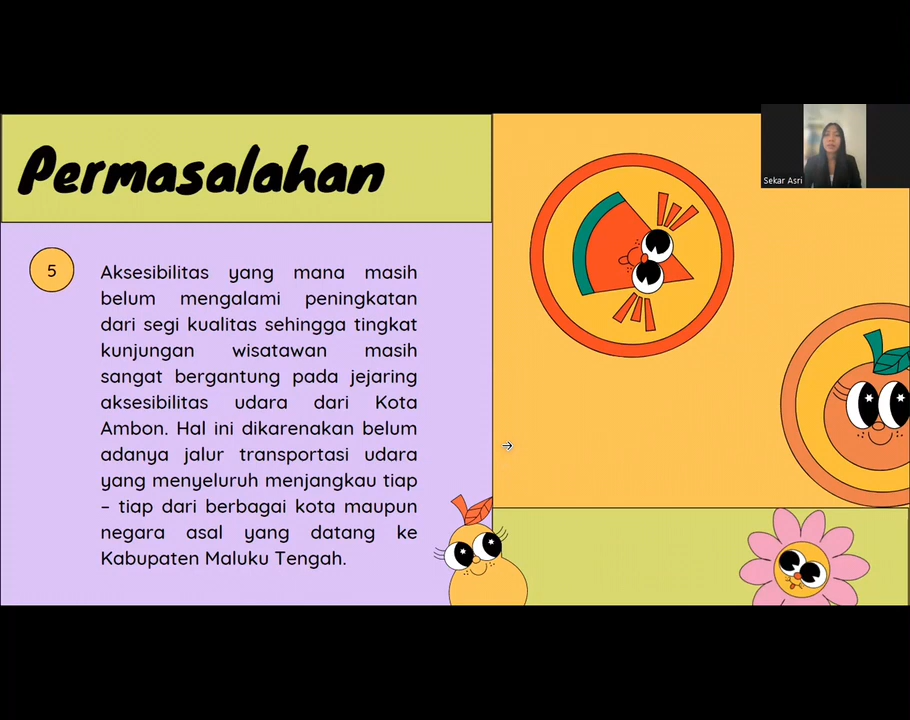 Permasalahan
Sekar Asri
5
Aksesibilitas yang mana masih
belum mengalami peningkatan
dari segi kualitas sehingga tingkat
kunjungan wisatawan masih
sangat bergantung pada jejaring
aksesibilitas udara dari Kota
Ambon. Hal ini dikarenakan belum
adanya jalur transportasi udara
yang menyeluruh menjangkau tiap
– tiap dari berbagai kota maupun
negara asal yang datang ke
Kabupaten Maluku Tengah.